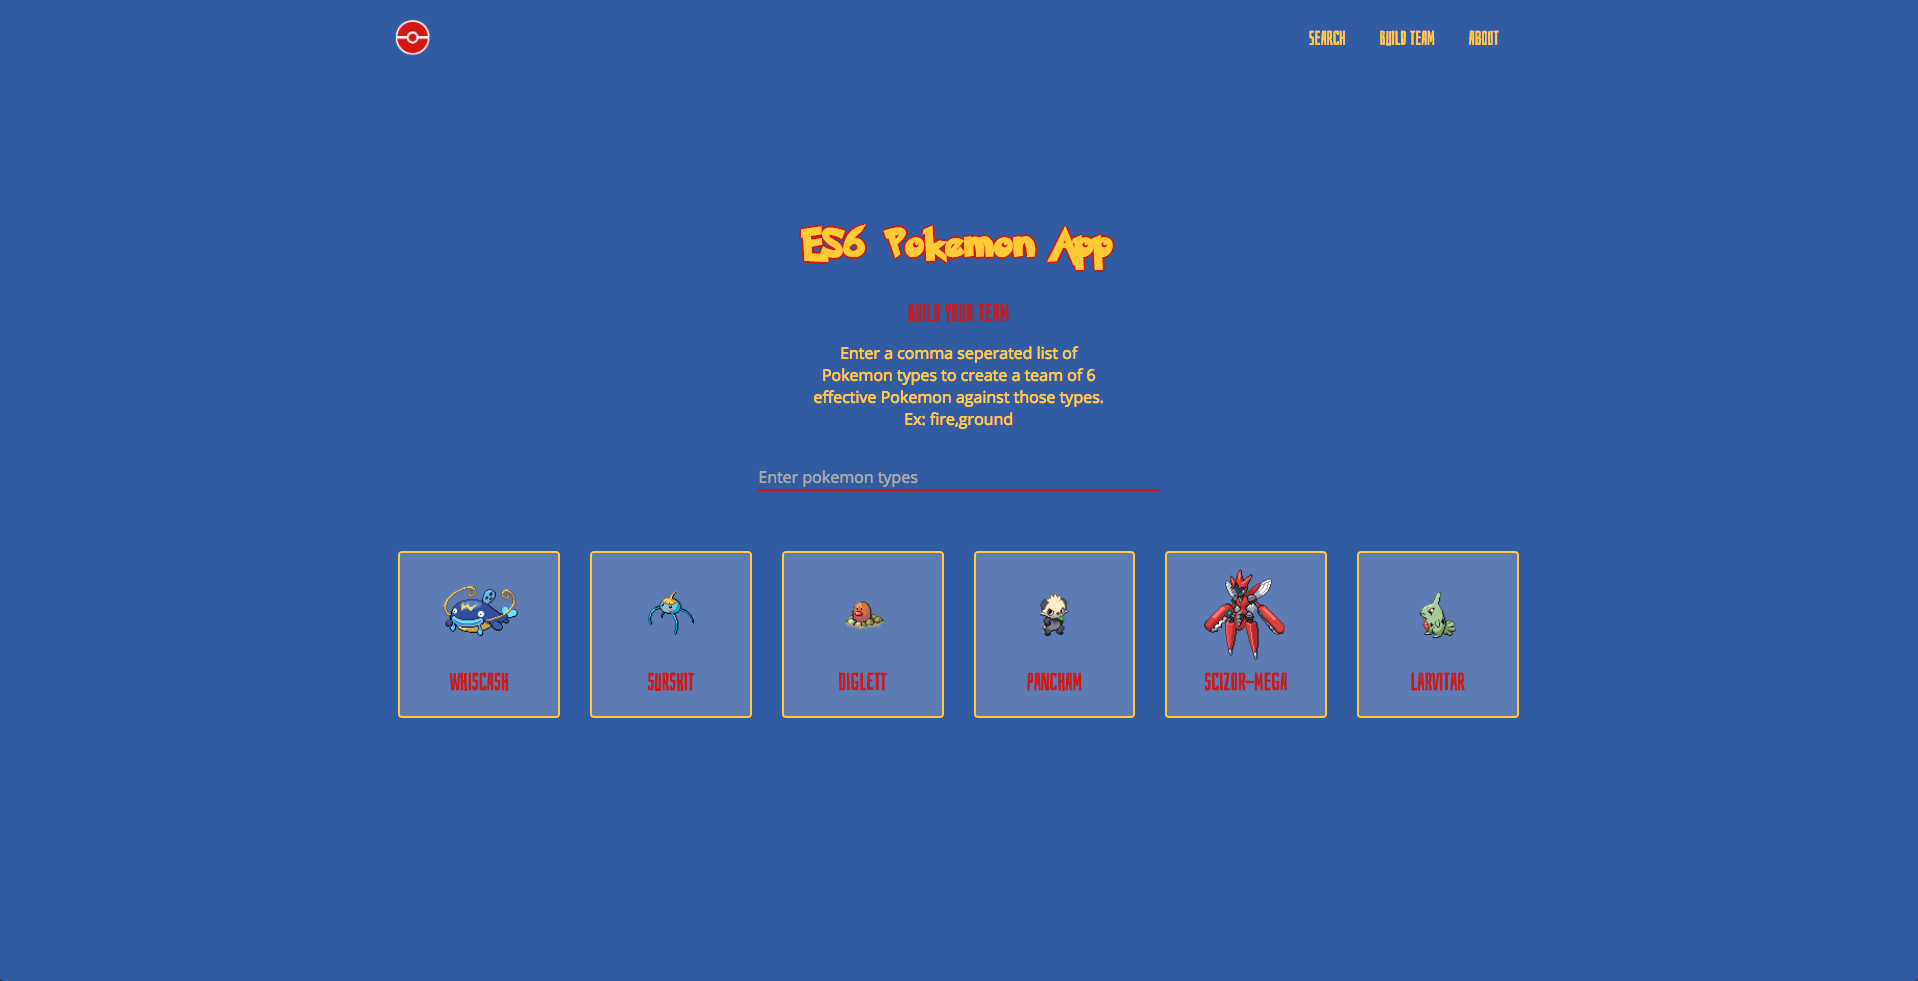 SEARCH BUILD TEAM ABOUT
ES6 Pokemon App
BUILD YOUR TEAM
Enter a comma seperated list of
Pokemon types to create a team of 6
effective Pokemon against those types.
Ex: fire,ground
Enter pokemon types
WHISCASH SURSKIT DIGLETT PANCHAM SCIZOR-MEGA LARVITAR